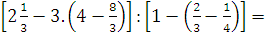 [2 1/3 − 3.(4 − 8/3)] : [1 − (2/3 − 1/4)] =